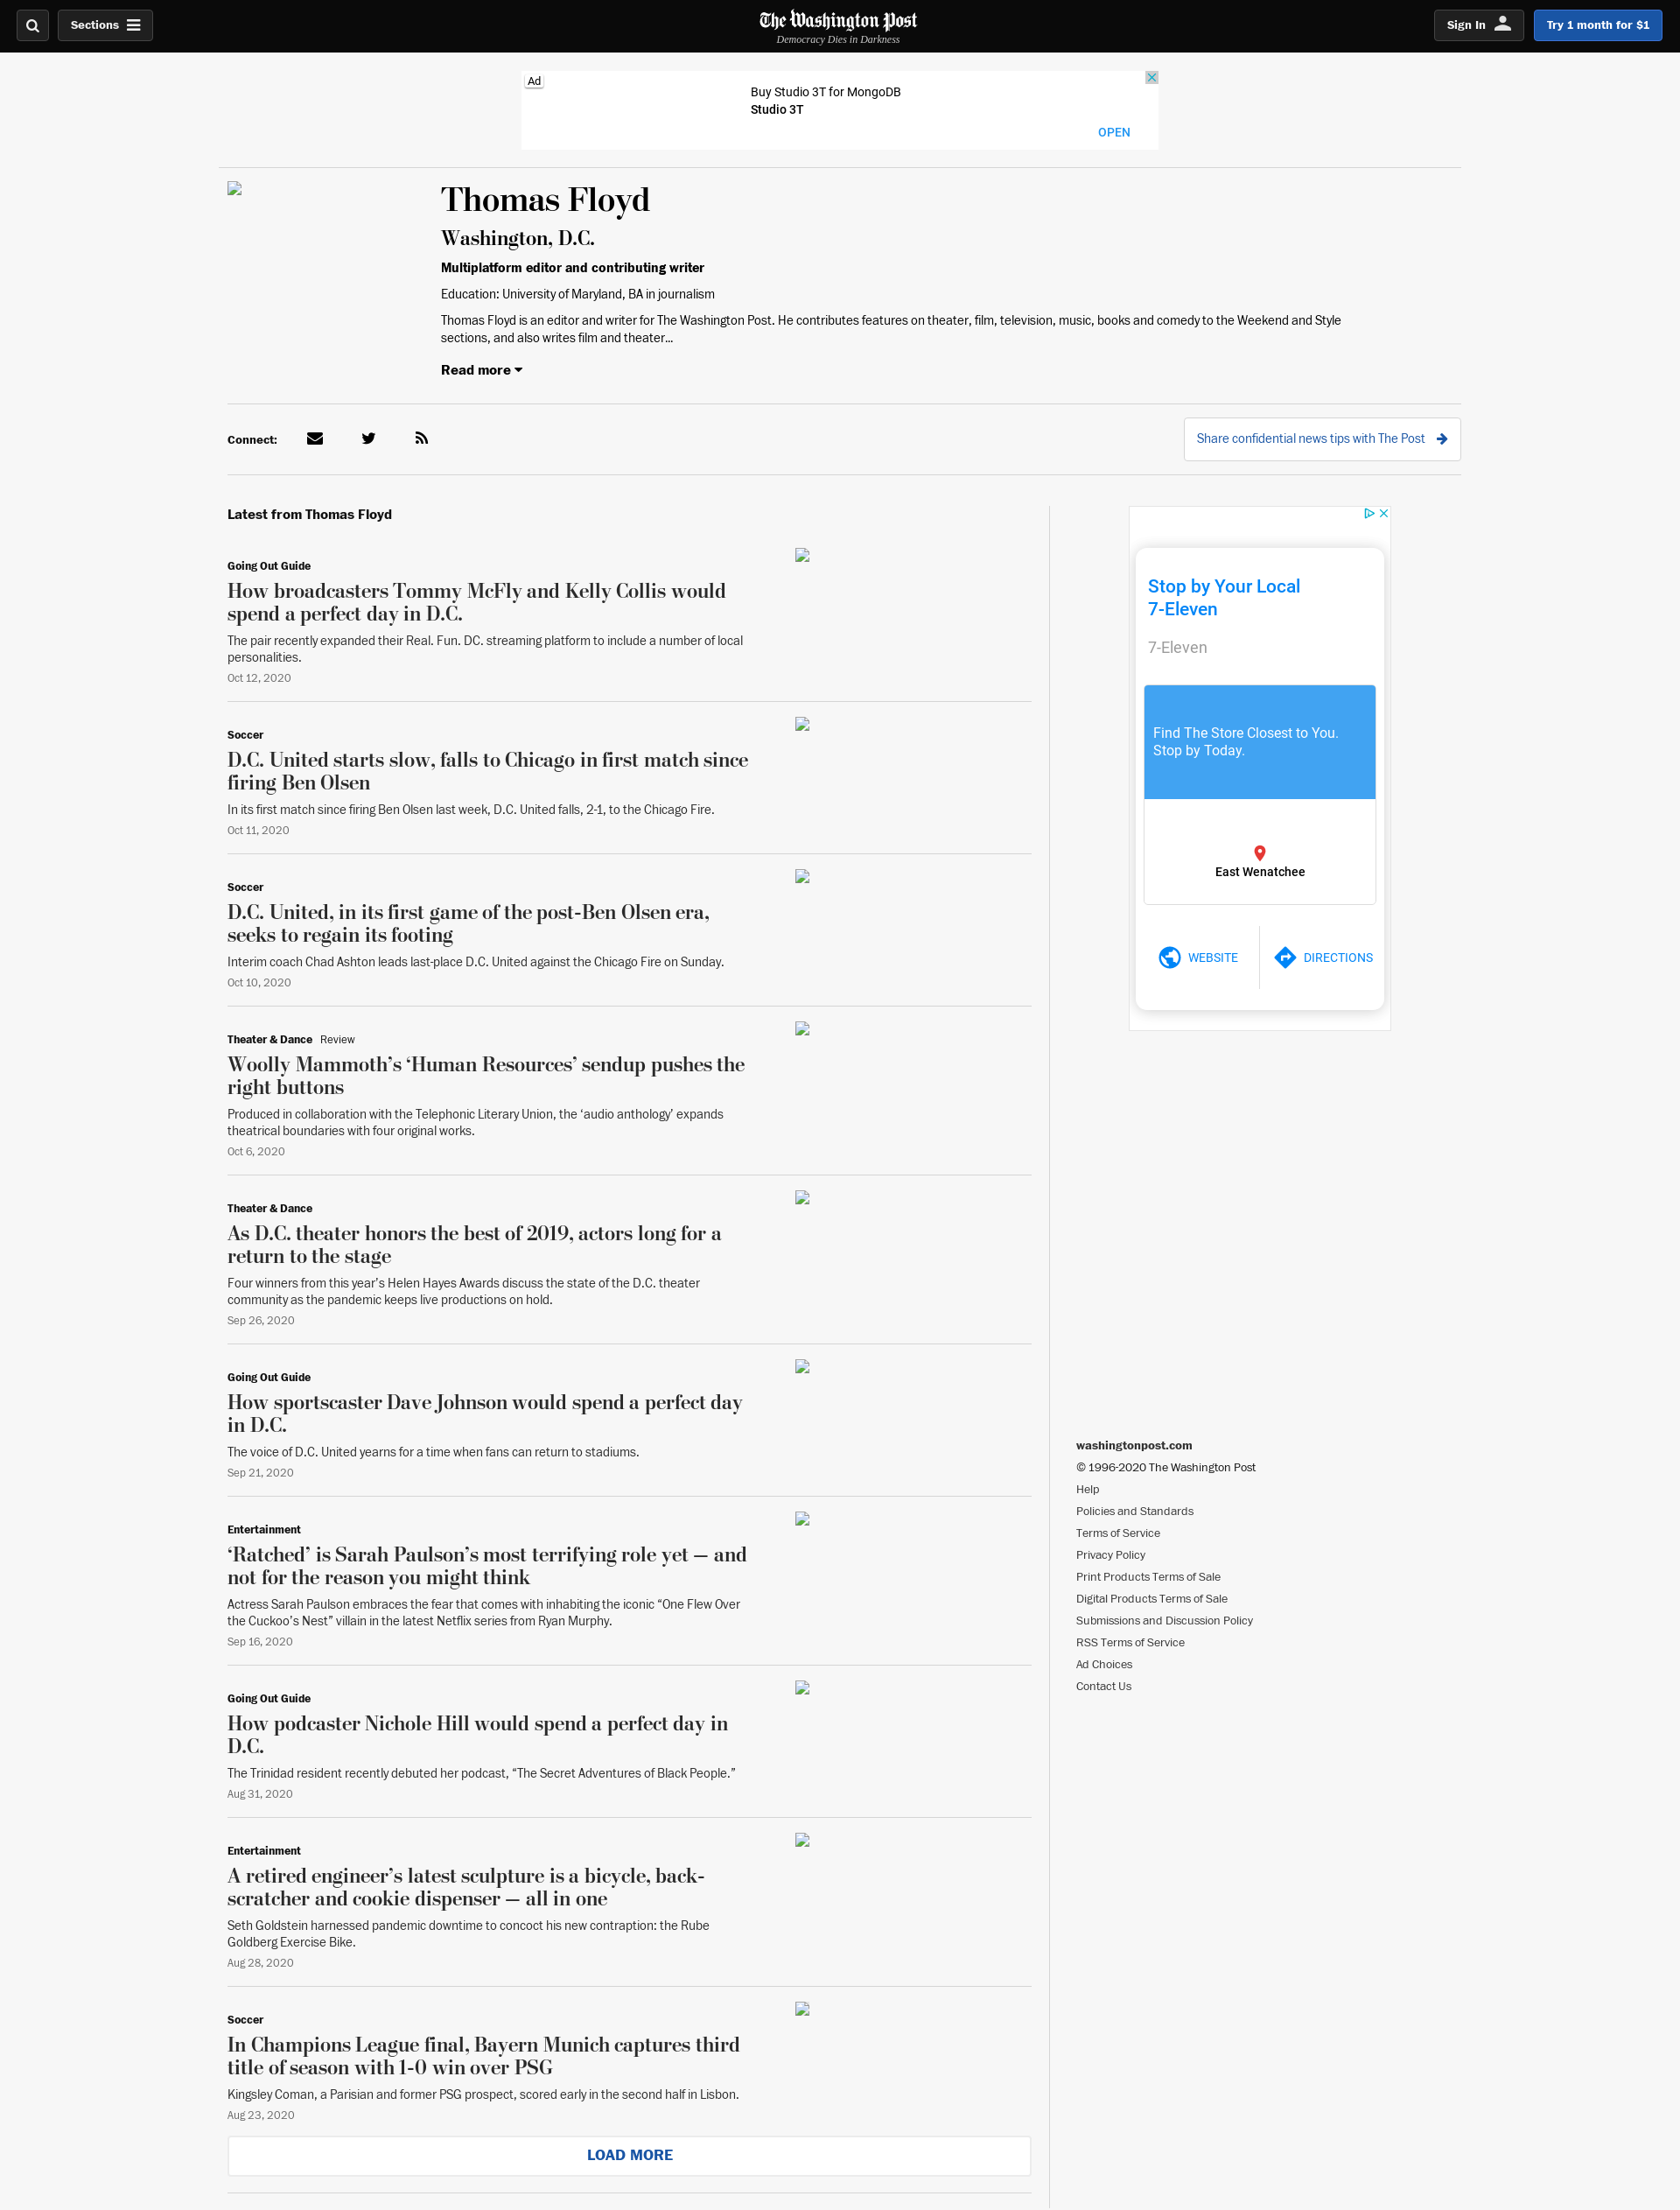 Sections
The Washington Post
Democracy Dies in Darkness
Sign In
Try 1 month for $1
Ad
Buy Studio 3T for MongoDB
Studio 3T
OPEN
Thomas Floyd
Washington, D.C.
Multiplatform editor and contributing writer
Education: University of Maryland, BA in journalism
Thomas Floyd is an editor and writer for The Washington Post. He contributes features on theater, film, television, music, books and comedy to the Weekend and Style
sections, and also writes film and theater...
Read more
Connect:
Share confidential news tips with The Post
Latest from Thomas Floyd
Going Out Guide
How broadcasters Tommy McFly and Kelly Collis would
spend a perfect day in D.C.
The pair recently expanded their Real. Fun. DC. streaming platform to include a number of local
personalities.
Oct 12, 2020
Soccer
D.C. United starts slow, falls to Chicago in first match since
firing Ben Olsen
In its first match since firing Ben Olsen last week, D.C. United falls, 2-1, to the Chicago Fire.
Oct 11, 2020
Soccer
D.C. United, in its first game of the post-Ben Olsen era,
seeks to regain its footing
Interim coach Chad Ashton leads last-place D.C. United against the Chicago Fire on Sunday.
Oct 10, 2020
Theater & Dance Review
Woolly Mammoth’s ‘Human Resources’ sendup pushes the
right buttons
Produced in collaboration with the Telephonic Literary Union, the ‘audio anthology’ expands
theatrical boundaries with four original works.
Oct 6, 2020
Theater & Dance
As D.C. theater honors the best of 2019, actors long for a
return to the stage
Four winners from this year’s Helen Hayes Awards discuss the state of the D.C. theater
community as the pandemic keeps live productions on hold.
Sep 26, 2020
Going Out Guide
How sportscaster Dave Johnson would spend a perfect day
in D.C.
The voice of D.C. United yearns for a time when fans can return to stadiums.
Sep 21, 2020
Entertainment
‘Ratched’ is Sarah Paulson’s most terrifying role yet — and
not for the reason you might think
Actress Sarah Paulson embraces the fear that comes with inhabiting the iconic “One Flew Over
the Cuckoo’s Nest” villain in the latest Netflix series from Ryan Murphy.
Sep 16, 2020
Going Out Guide
How podcaster Nichole Hill would spend a perfect day in
D.C.
The Trinidad resident recently debuted her podcast, “The Secret Adventures of Black People.”
Aug 31, 2020
Entertainment
A retired engineer’s latest sculpture is a bicycle, back-
scratcher and cookie dispenser — all in one
Seth Goldstein harnessed pandemic downtime to concoct his new contraption: the Rube
Goldberg Exercise Bike.
Aug 28, 2020
Soccer
In Champions League final, Bayern Munich captures third
title of season with 1-0 win over PSG
Kingsley Coman, a Parisian and former PSG prospect, scored early in the second half in Lisbon.
Aug 23, 2020
LOAD MORE
Stop by Your Local
7-Eleven
7-Eleven
Find The Store Closest to You.
Stop by Today.
East Wenatchee
WEBSITE
DIRECTIONS
washingtonpost.com
© 1996-2020 The Washington Post
Help
Policies and Standards
Terms of Service
Privacy Policy
Print Products Terms of Sale
Digital Products Terms of Sale
Submissions and Discussion Policy
RSS Terms of Service
Ad Choices
Contact Us